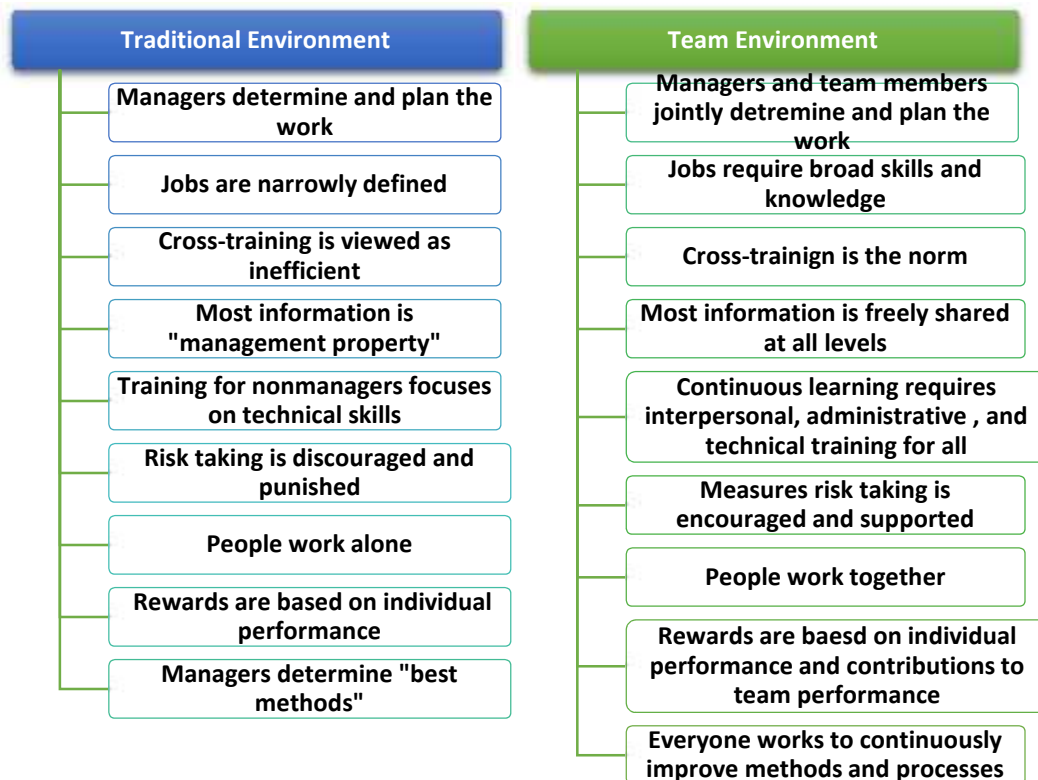 Traditional Environment
Managers determine and plan the
work
Jobs are narrowly defined
Cross-training is viewed as
inefficient
Most information is
"management property"
Training for nonmanagers focuses
on technical skills
Risk taking is discouraged and
punished
People work alone
Rewards are based on individual
performance
Managers determine "best
methods"
Team Environment
Managers and team members
jointly detremine and plan the
work
Jobs require broad skills and
knowledge
Cross-trainign is the norm
Most information is freely shared
at all levels
Continuous learning requires
interpersonal, administrative , and
technical training for all
Measures risk taking is
encouraged and supported
People work together
Rewards are baesd on individual
performance and contributions to
team performance
Everyone works to continuously
improve methods and processes